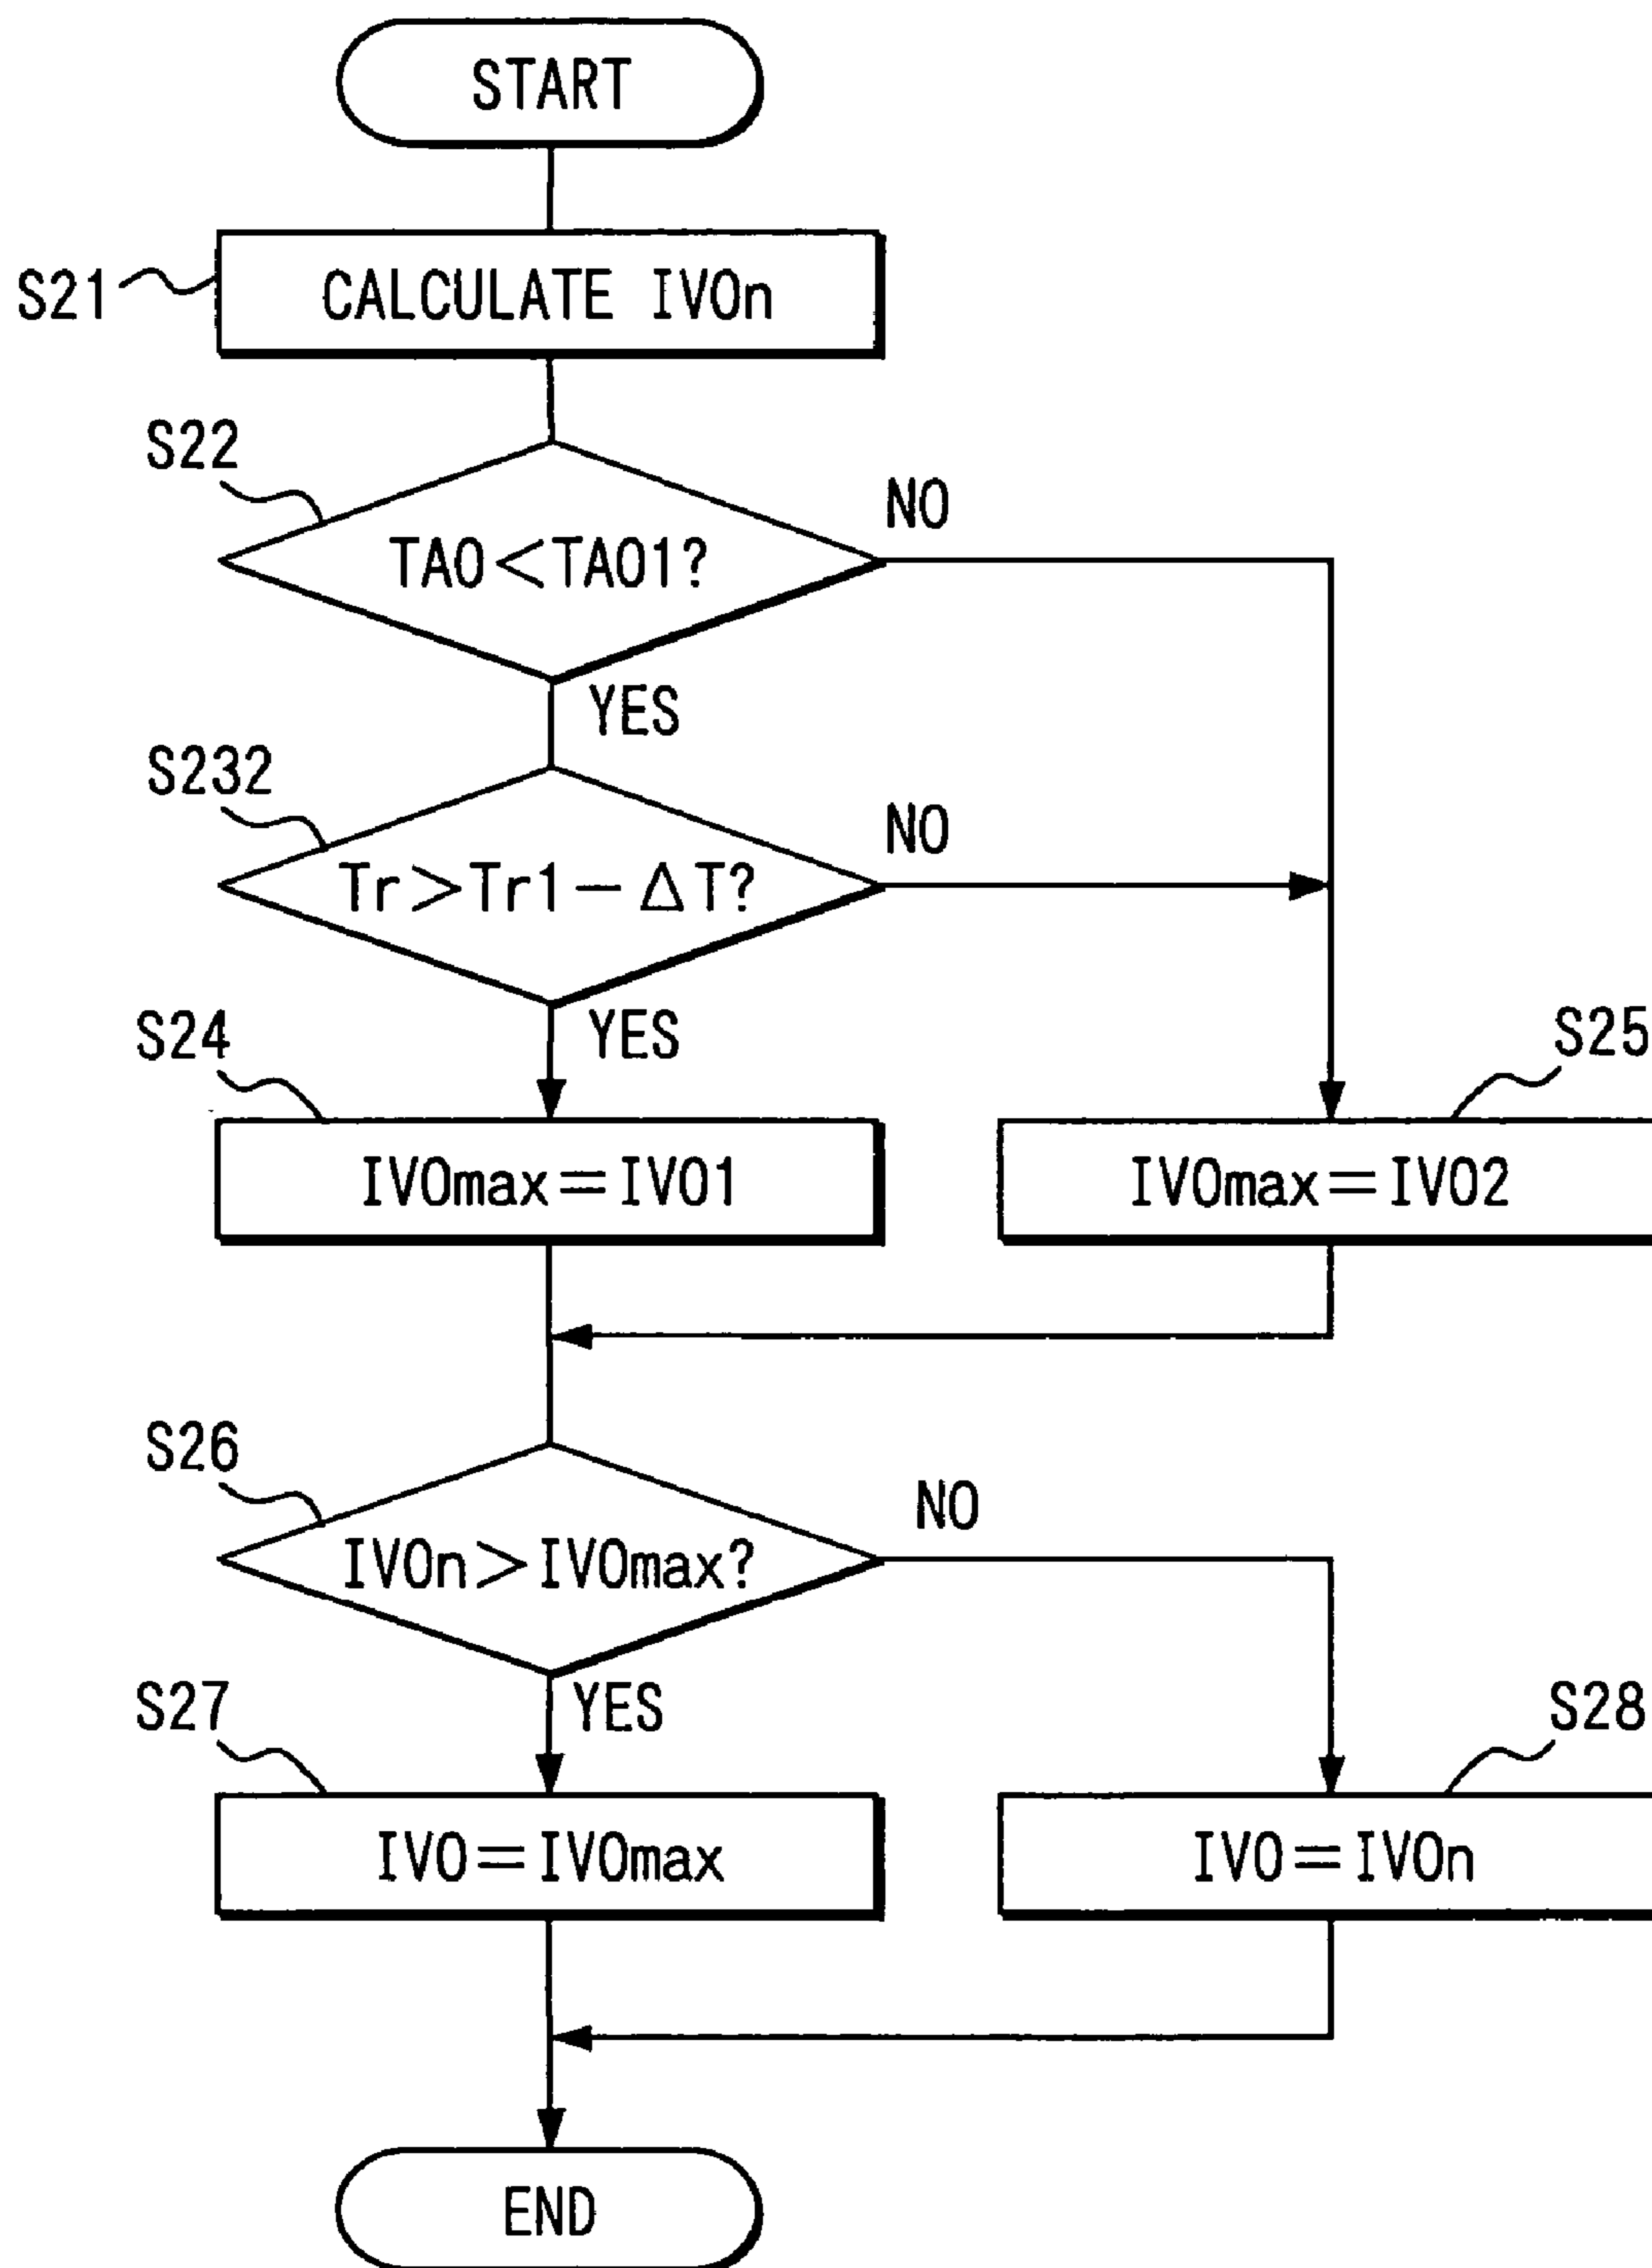 START
S21
CALCULATE IVOn
S22
TAO<TAO1?
NO
YES
S232
Tr>Tr1-ΔT?
NO
YES
S24
IVOmax=IVO1
S25
IVOmax=IVO2
S26
IVOn>IVOmax?
NO
YES
S27
IVO=IVOmax
S28
IVO=IVOn
END